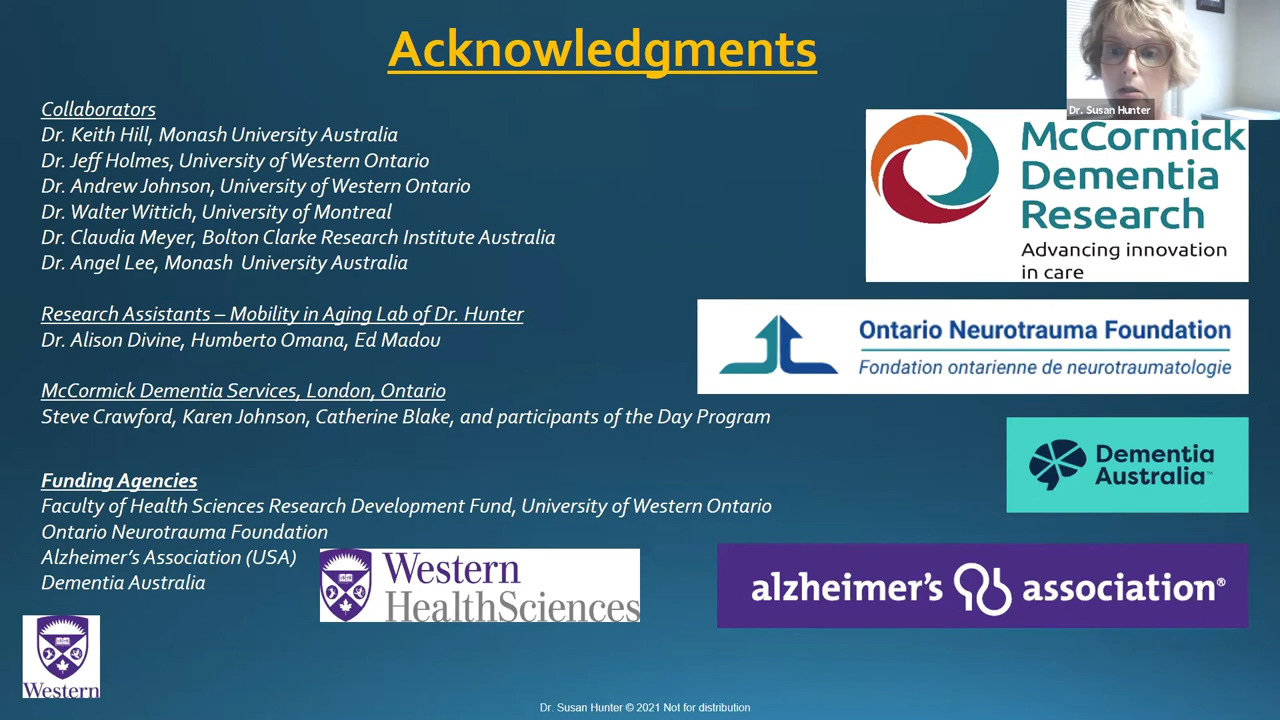 Acknowledgments
Dr. Susan Hunter
Collaborators
Dr. Keith Hill, Monash University Australia
Dr. Jeff Holmes, University of Western Ontario
Dr. Andrew Johnson, University of Western Ontario
Dr. Walter Wittich, University of Montreal
Dr. Claudia Meyer, Bolton Clarke Research Institute Australia
Dr. Angel Lee, Monash University Australia
Research Assistants – Mobility in Aging Lab of Dr. Hunter
Dr. Alison Divine, Humberto Omana, Ed Madou
McCormick Dementia Services, London, Ontario
Steve Crawford, Karen Johnson, Catherine Blake, and participants of the Day Program
Funding Agencies
Faculty of Health Sciences Research Development Fund, University of Western Ontario
Ontario Neurotrauma Foundation
Alzheimer's Association (USA)
Dementia Australia
McCormick
Dementia
Research
Advancing innovation
in care
Ontario Neurotrauma Foundation
Fondation ontarienne de neurotraumatologie
Dementia
Australia™
Western
HealthSciences
alzheimer's association®
Western
Dr. Susan Hunter © 2021 Not for distribution